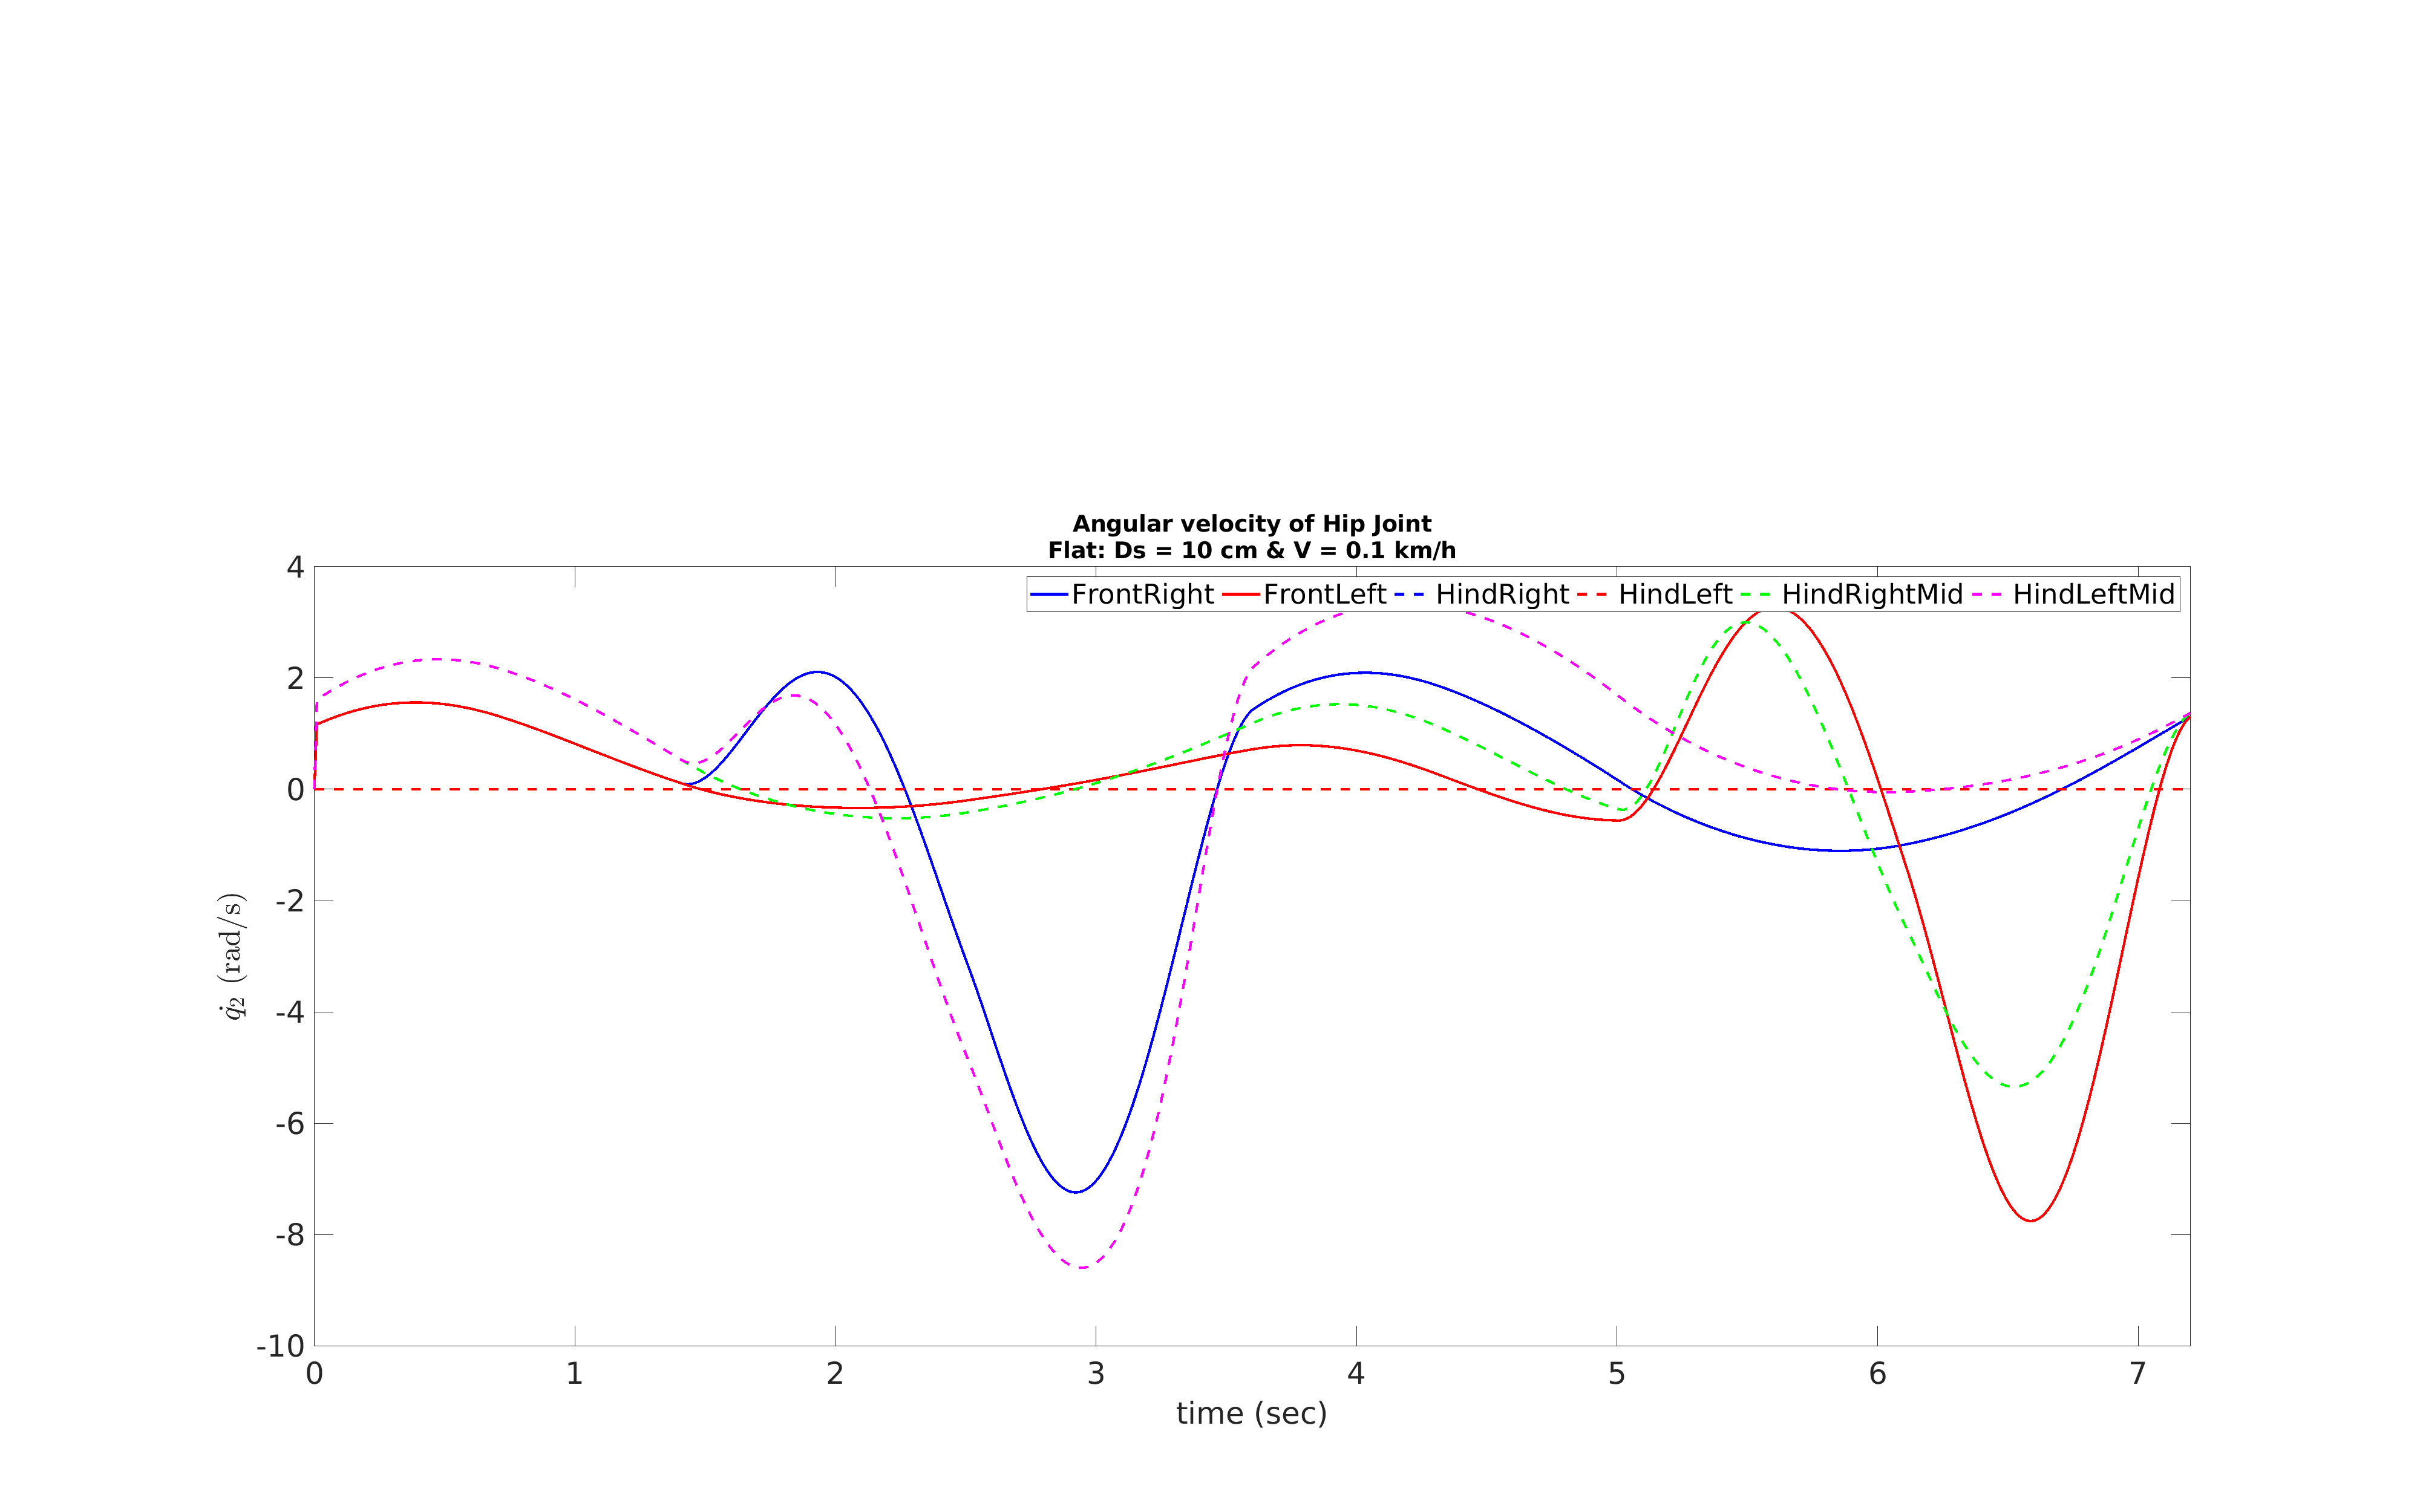 Angular velocity of Hip Joint
Flat: Ds = 10 cm & V = 0.1 km/h
FrontRight FrontLeft HindRight HindLeft HindRightMid HindLeftMid
4
2
0
-2
-4
-6
-8
-10
q̇₂ (rad/s)
0 1 2 3 4 5 6 7
time (sec)